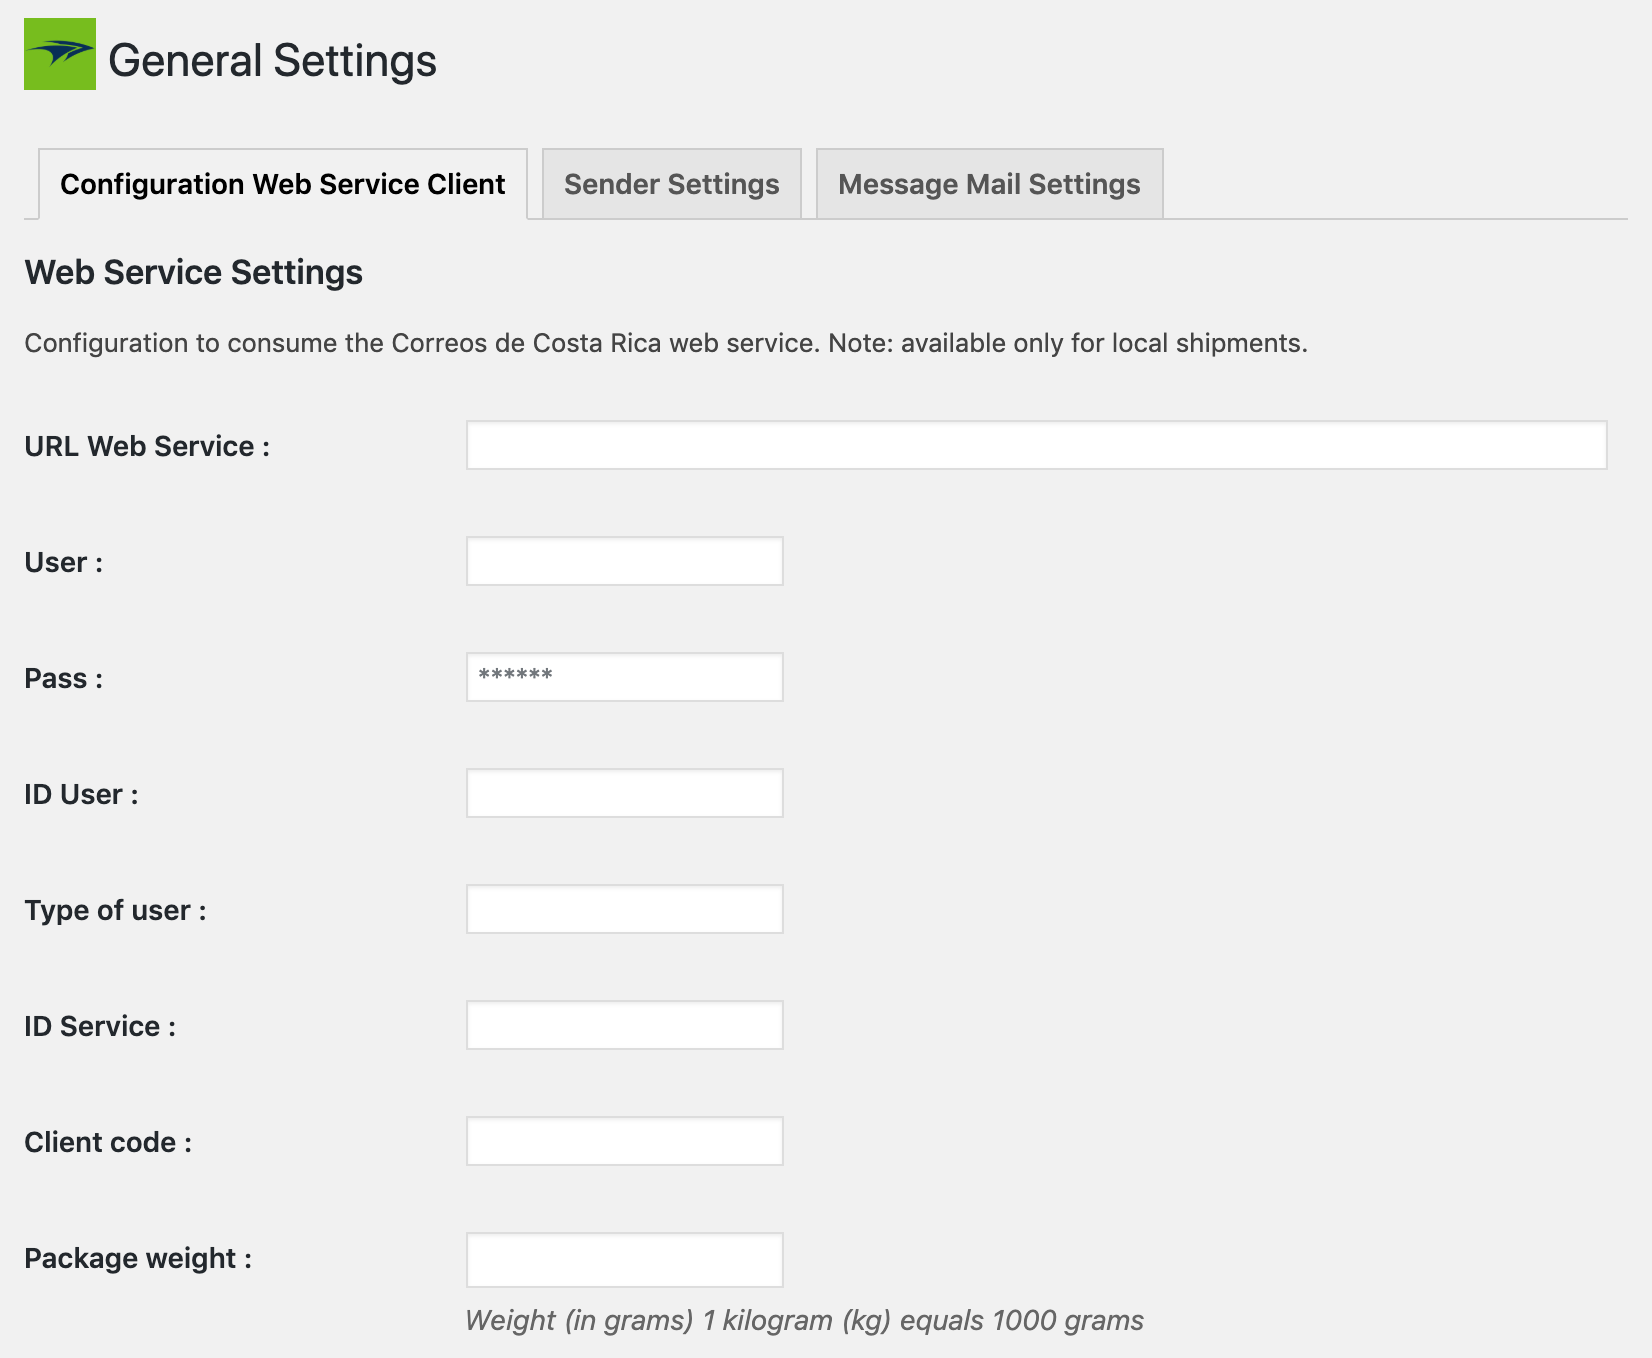 General Settings
Configuration Web Service Client
Sender Settings
Message Mail Settings
Web Service Settings
Configuration to consume the Correos de Costa Rica web service. Note: available only for local shipments.
URL Web Service :
User :
Pass :
******
ID User :
Type of user :
ID Service :
Client code :
Package weight :
Weight (in grams) 1 kilogram (kg) equals 1000 grams